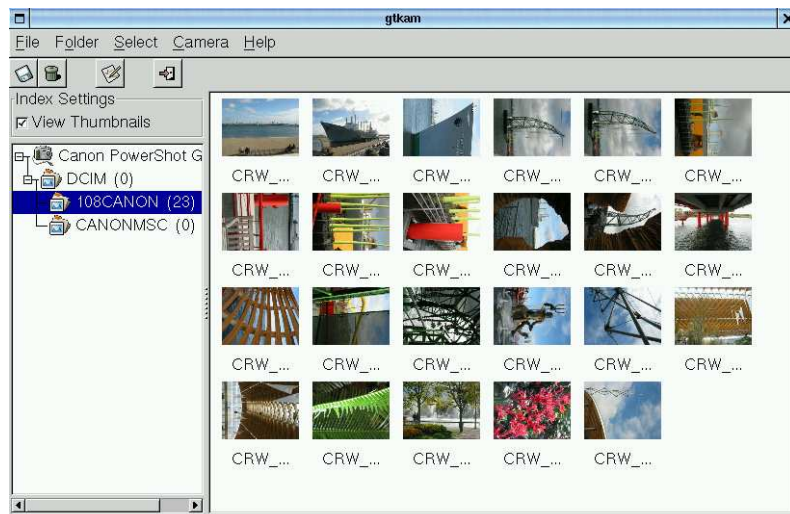 gtkam
File Folder Select Camera Help
Index Settings
View Thumbnails
Canon PowerShot G
DCIM (0)
108CANON (23)
CANONMSC (0)
CRW_... CRW_... CRW_... CRW_... CRW_... CRW_...
CRW_... CRW_... CRW_... CRW_... CRW_... CRW_...
CRW_... CRW_... CRW_... CRW_... CRW_... CRW_...
CRW_... CRW_... CRW_... CRW_... CRW_...